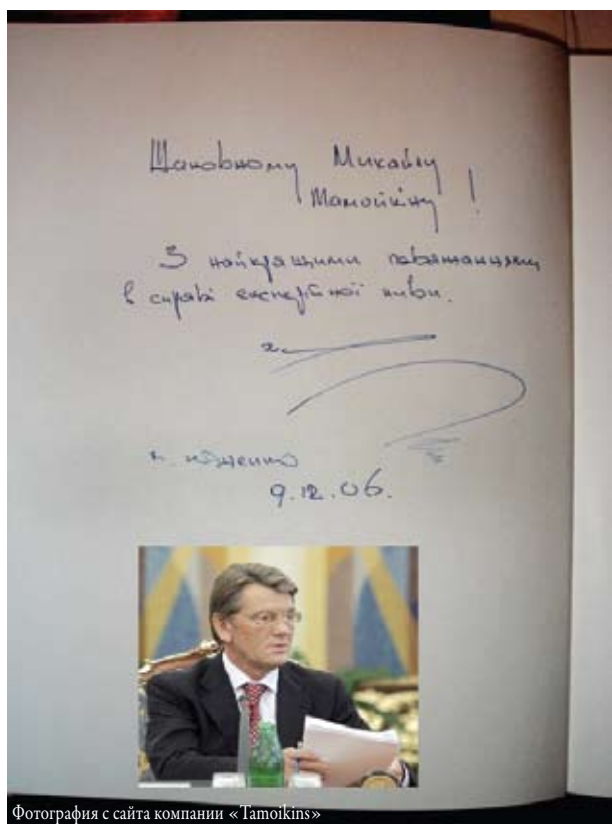 Шановному Михайлу
Тамойкіну !
З найкращими побажаннями
в справі експертної ниви.
В. Ющенко
9.12.06.
Фотография с сайта компании «Tamoikins»